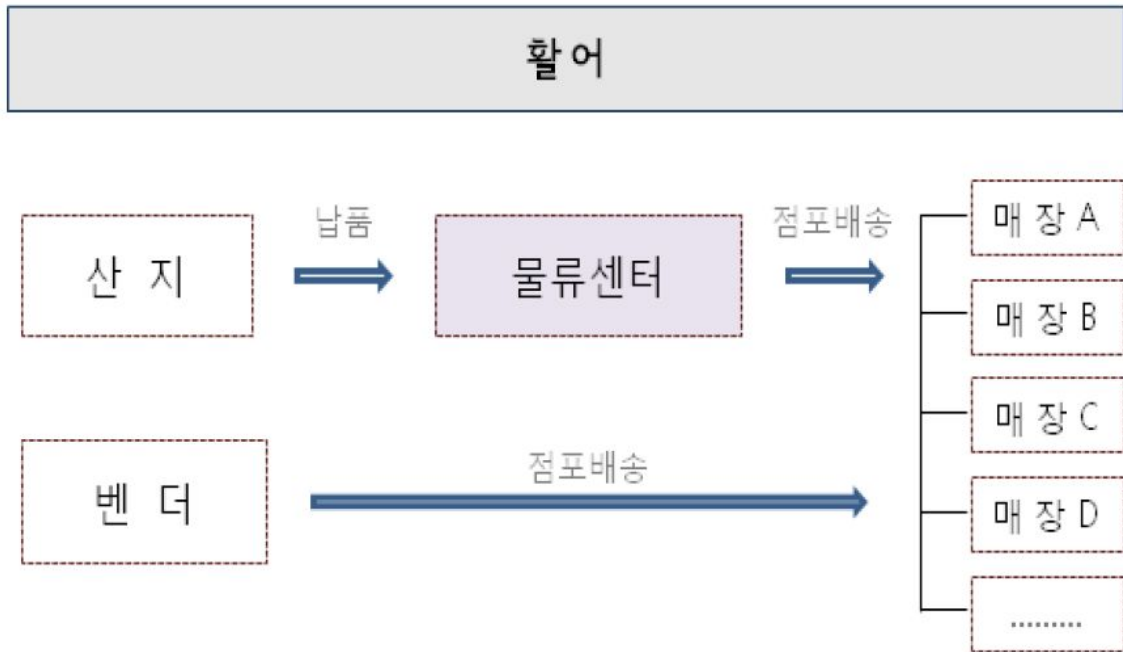 활어
납품
점포배송
산 지
물류센터
매 장 A
매 장 B
매 장 C
점포배송
벤 더
매 장 D
.........